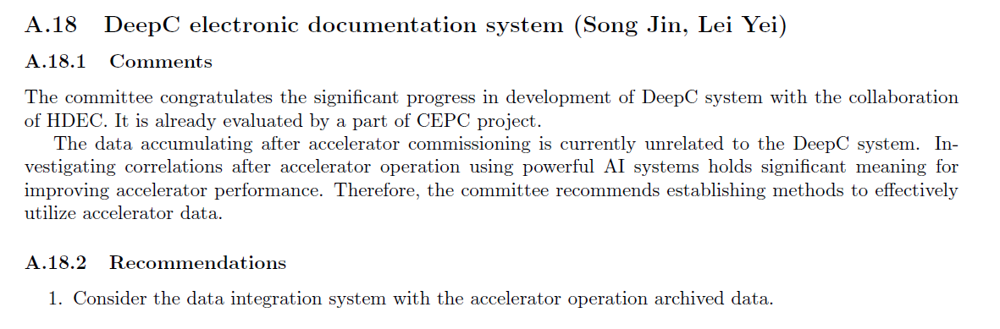 A.18 DeepC electronic documentation system (Song Jin, Lei Yei)
A.18.1 Comments
The committee congratulates the significant progress in development of DeepC system with the collaboration
of HDEC. It is already evaluated by a part of CEPC project.
The data accumulating after accelerator commissioning is currently unrelated to the DeepC system. In-
vestigating correlations after accelerator operation using powerful AI systems holds significant meaning for
improving accelerator performance. Therefore, the committee recommends establishing methods to effectively
utilize accelerator data.
A.18.2 Recommendations
1. Consider the data integration system with the accelerator operation archived data.